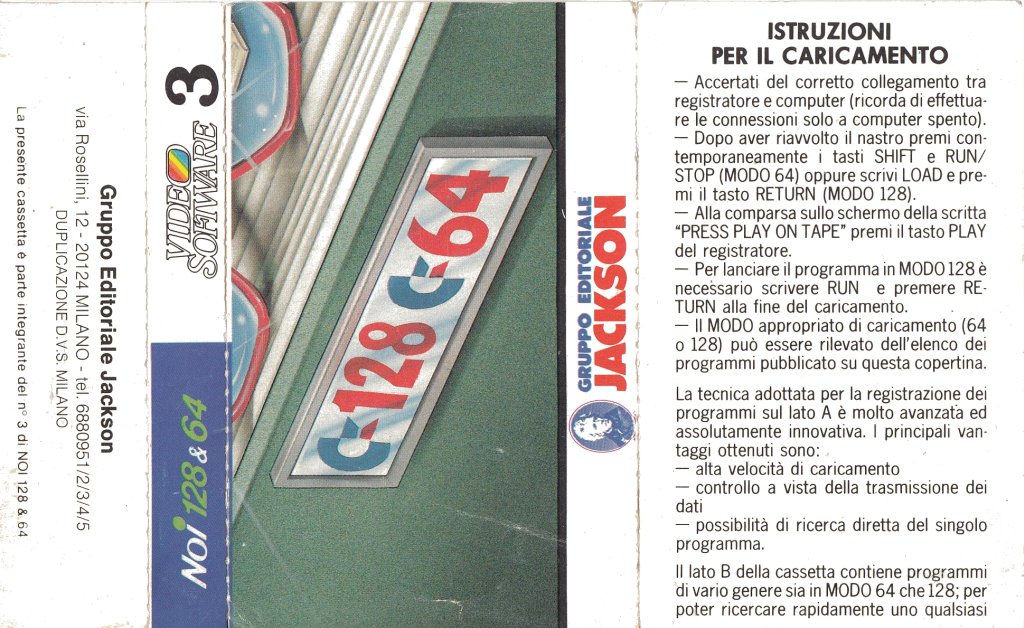 La presente cassetta è parte integrante del n° 3 di NOI 128 & 64
Gruppo Editoriale Jackson
via Rosellini, 12 - 20124 MILANO - tel. 6880951/2/3/4/5
DUPLICAZIONE D.V.S. MILANO
VIDEO
SOFTWARE
3
NOI 128 & 64
C-128 C-64
GRUPPO EDITORIALE
JACKSON
ISTRUZIONI
PER IL CARICAMENTO
— Accertati del corretto collegamento tra
registratore e computer (ricorda di effettua-
re le connessioni solo a computer spento).
— Dopo aver riavvolto il nastro premi con-
temporaneamente i tasti SHIFT e RUN/
STOP (MODO 64) oppure scrivi LOAD e pre-
mi il tasto RETURN (MODO 128).
— Alla comparsa sullo schermo della scritta
“PRESS PLAY ON TAPE” premi il tasto PLAY
del registratore.
— Per lanciare il programma in MODO 128 è
necessario scrivere RUN e premere RE-
TURN alla fine del caricamento.
— Il MODO appropriato di caricamento (64
o 128) può essere rilevato dell'elenco dei
programmi pubblicato su questa copertina.
La tecnica adottata per la registrazione dei
programmi sul lato A è molto avanzata ed
assolutamente innovativa. I principali van-
taggi ottenuti sono:
— alta velocità di caricamento
— controllo a vista della trasmissione dei
dati
— possibilità di ricerca diretta del singolo
programma.
Il lato B della cassetta contiene programmi
di vario genere sia in MODO 64 che 128; per
poter ricercare rapidamente uno qualsiasi